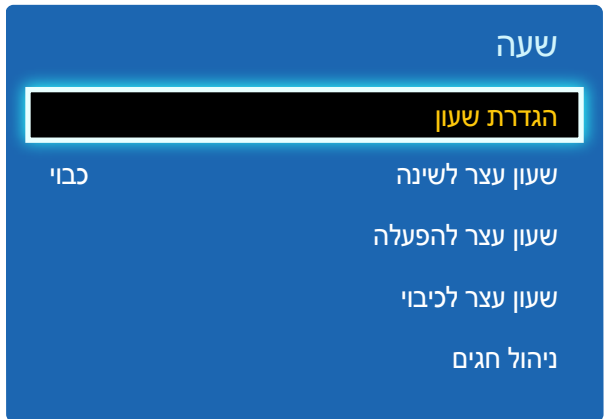 שעה
הגדרת שעון
שעון עצר לשינה כבוי
שעון עצר להפעלה
שעון עצר לכיבוי
ניהול חגים